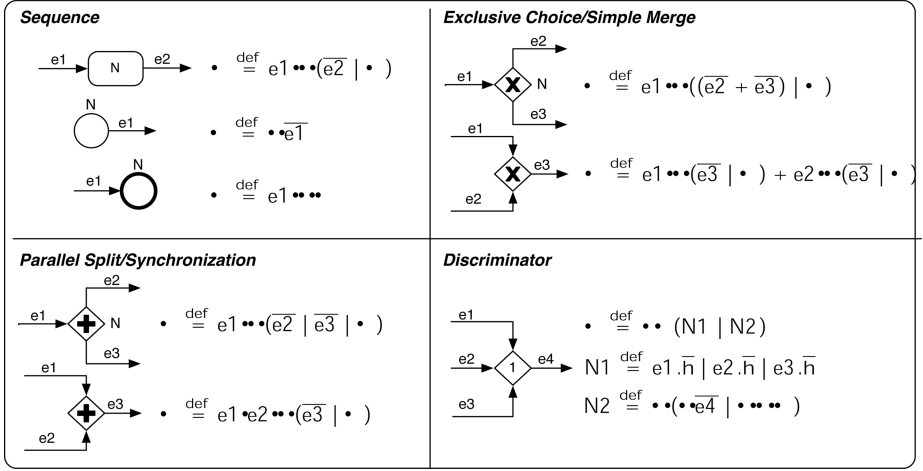 Sequence
e1 N e2 • def= e1 •• •(e2̅ | • )
N
e1 • def= • •e1̅
N
e1 • def= e1 •• ••
Exclusive Choice/Simple Merge
e2
e1 N • def= e1 •• •((e2̅ + e3̅) | • )
e3
e1
e3 • def= e1 •• •(e3̅ | • ) + e2 •• •(e3̅ | • )
e2
Parallel Split/Synchronization
e2
e1 N • def= e1 •• •(e2̅ | e3̅ | • )
e3
e1
e3 • def= e1 •e2 •• •(e3̅ | • )
e2
Discriminator
e1
• def= • • (N1 | N2)
e2 1 e4 N1 def= e1 .h̅ | e2 .h̅ | e3 .h̅
e3 N2 def= • •(• •e4̅ | • •• •• )